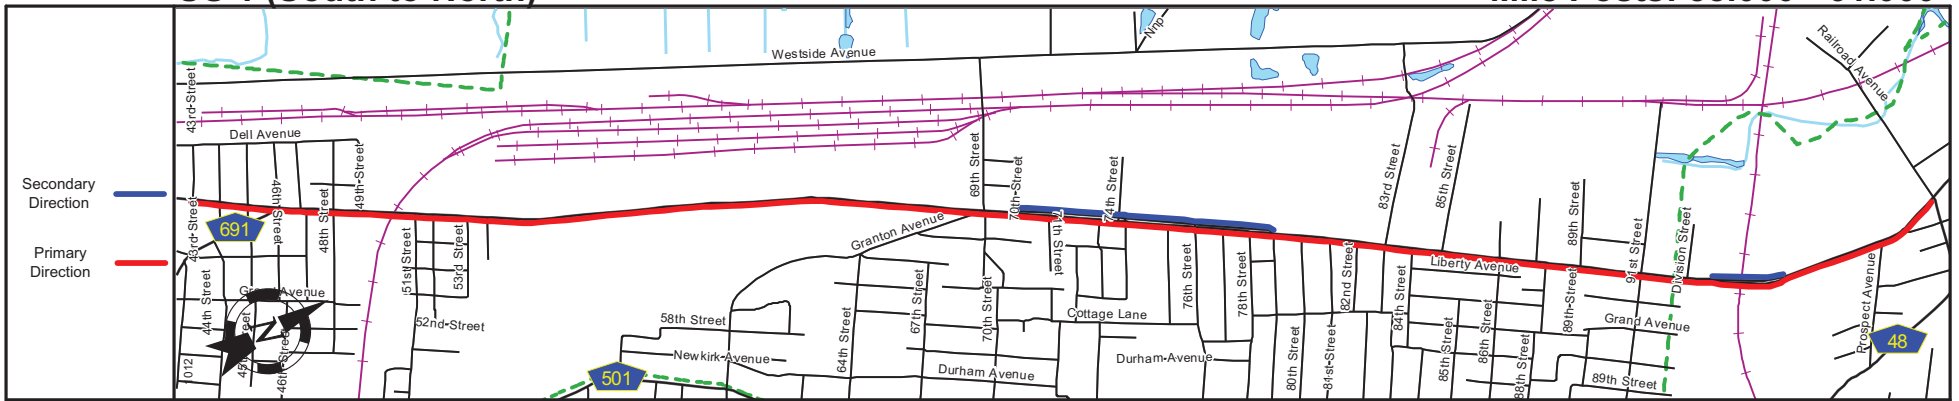 Secondary
Direction
Primary
Direction
Westside Avenue
Railroad Avenue
43rd Street
Dell Avenue
49th Street
46th Street
48th Street
43rd Street
691
44th Street
Grand Avenue
45th Street
46th Street
1012
51st Street
53rd Street
52nd Street
Granton Avenue
69th Street
70th Street
71th Street
74th Street
58th Street
Newkirk Avenue
501
64th Street
67th Street
70th Street
Durham Avenue
Cottage Lane
Durham Avenue
76th Street
78th Street
80th Street
81st Street
82nd Street
83rd Street
84th Street
85th Street
Liberty Avenue
85th Street
86th Street
88th Street
89th Street
89th Street
91st Street
Division Street
Grand Avenue
89th Street
Prospect Avenue
48